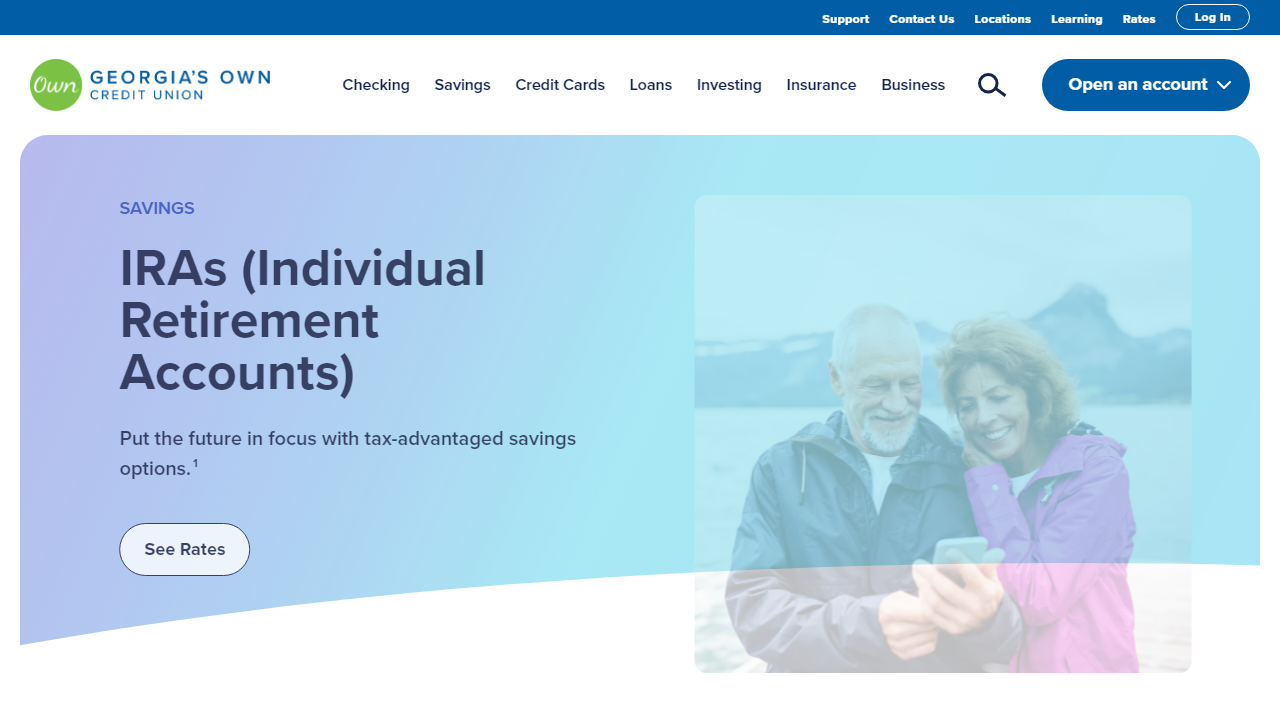 Support Contact Us Locations Learning Rates Log In
Own GEORGIA'S OWN
CREDIT UNION
Checking Savings Credit Cards Loans Investing Insurance Business Open an account
SAVINGS
IRAs (Individual
Retirement
Accounts)
Put the future in focus with tax-advantaged savings
options.¹
See Rates